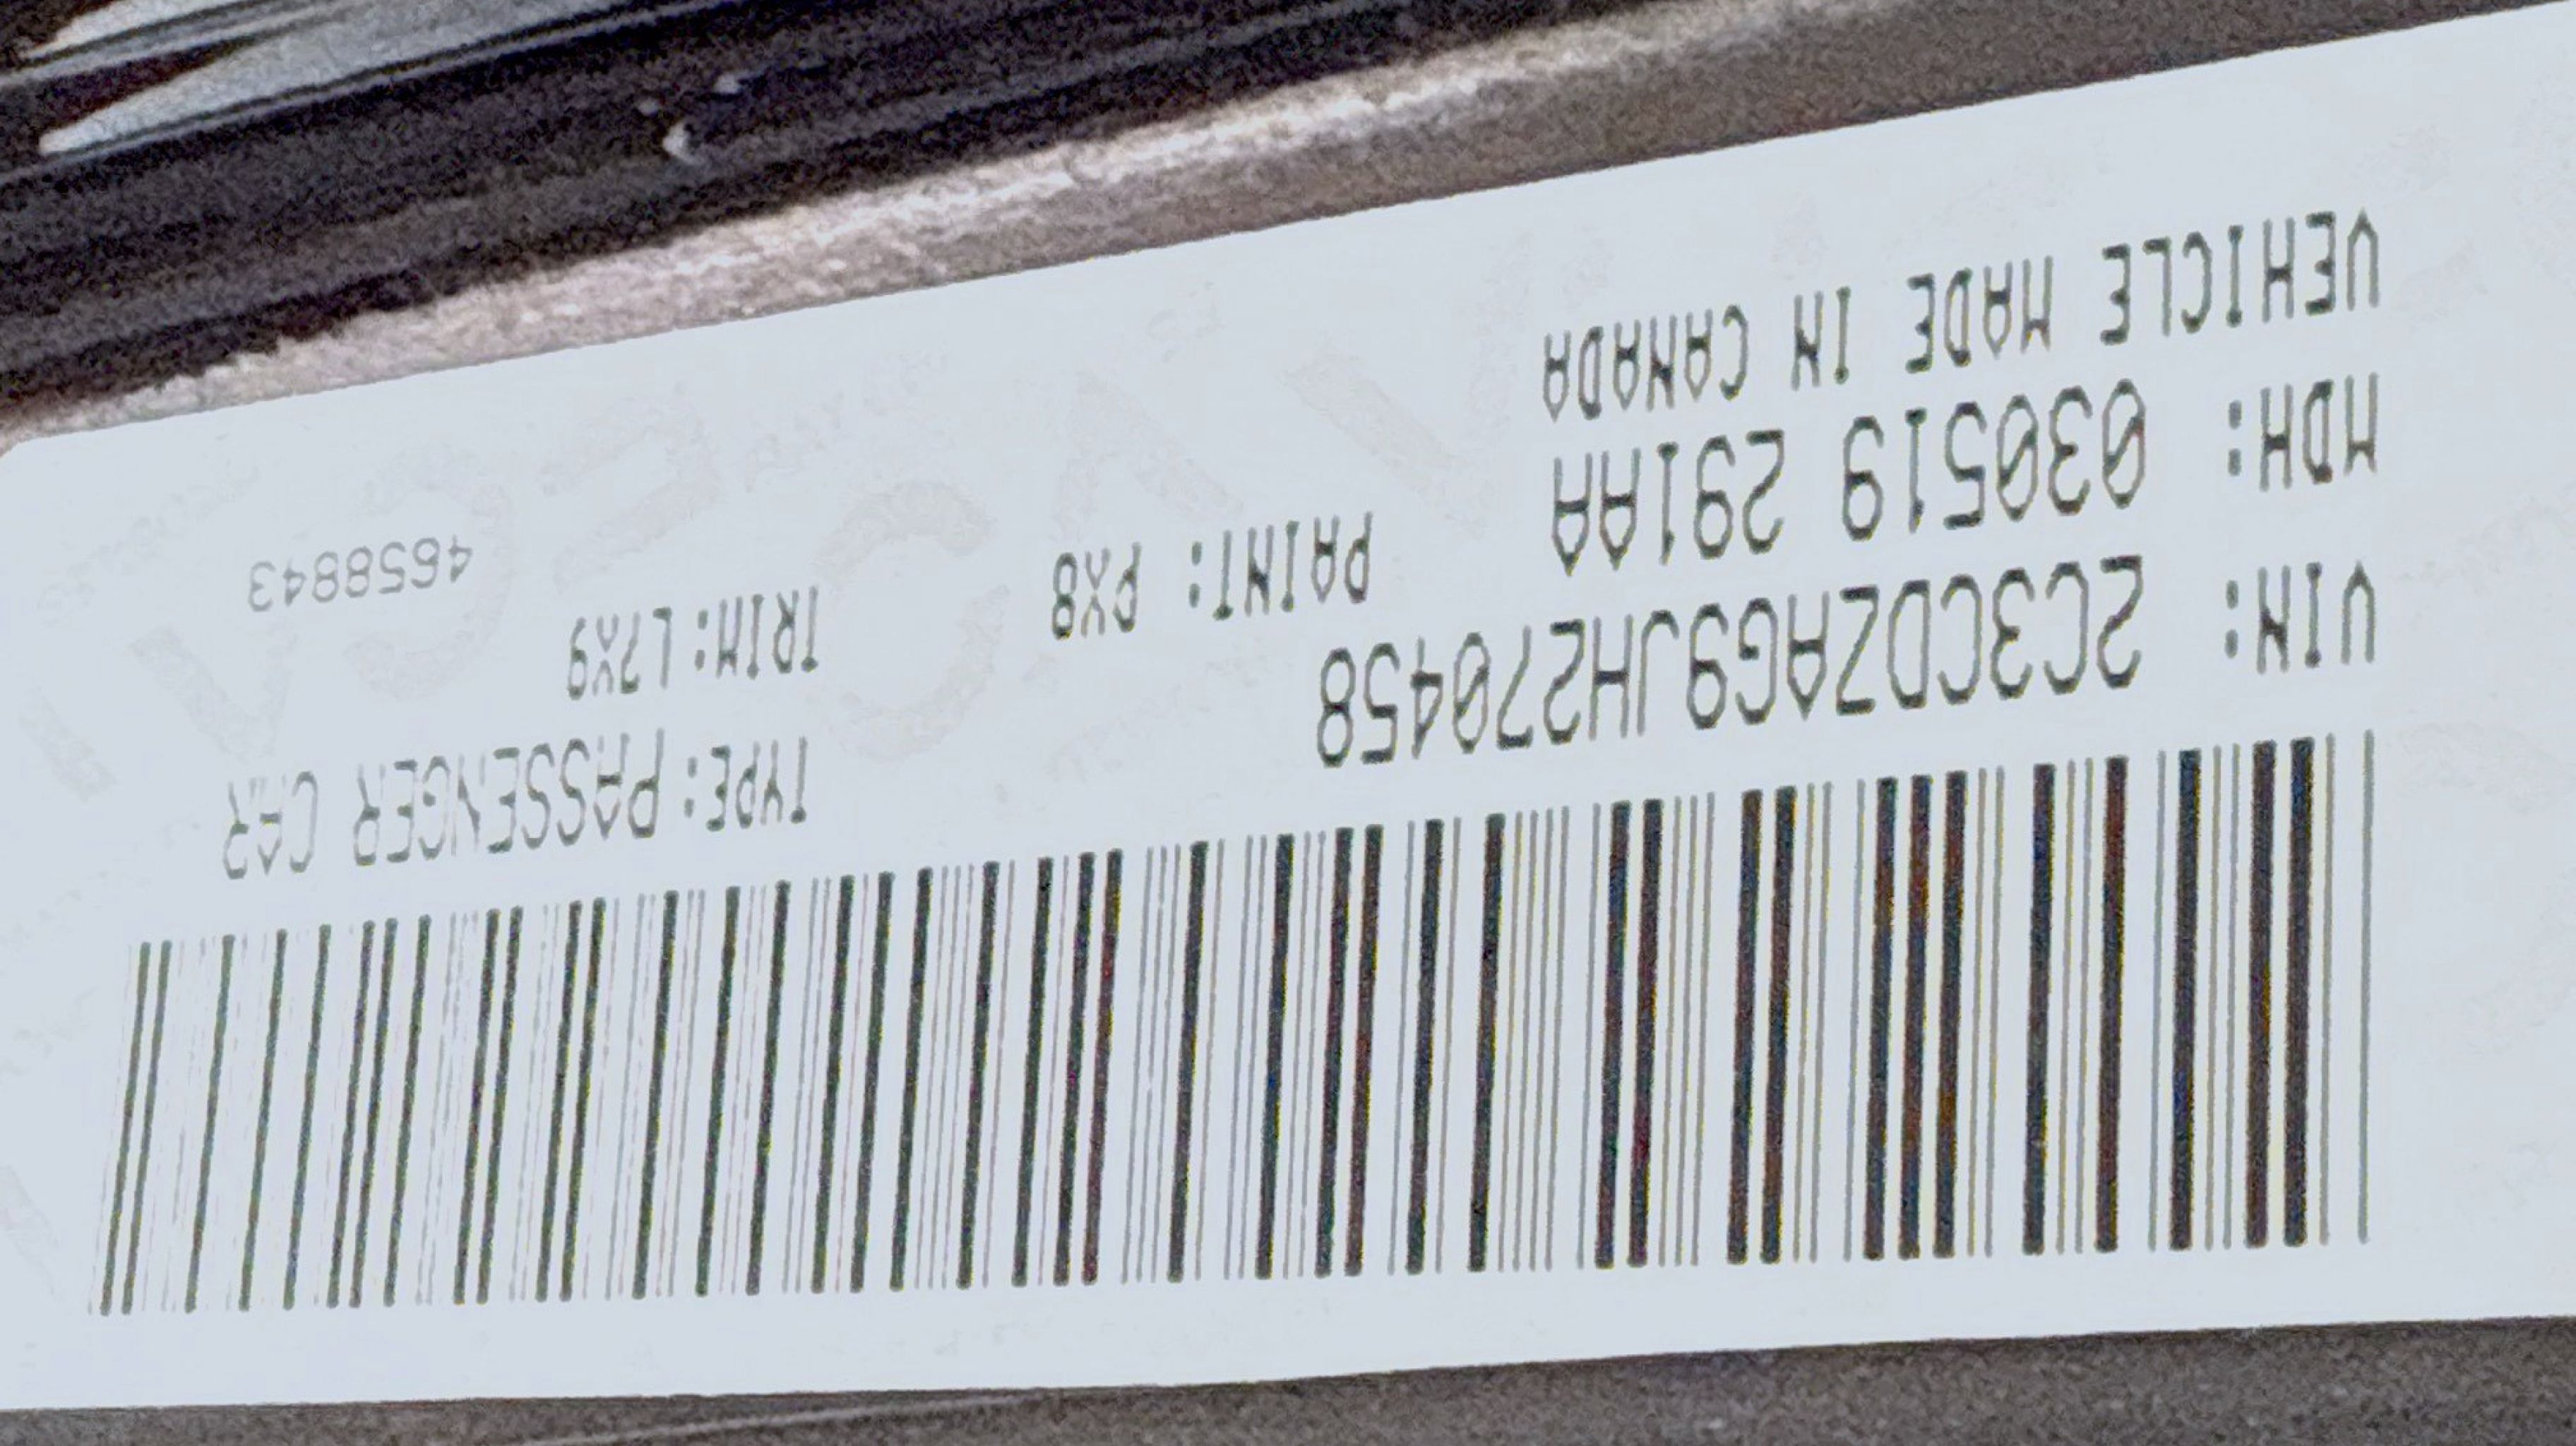 VIN: 2C3CDZAG9JH270458
TYPE: PASSENGER CAR
MDH: 030519 291AA
PAINT: PX8
TRIM: L7X9
VEHICLE MADE IN CANADA
4658843